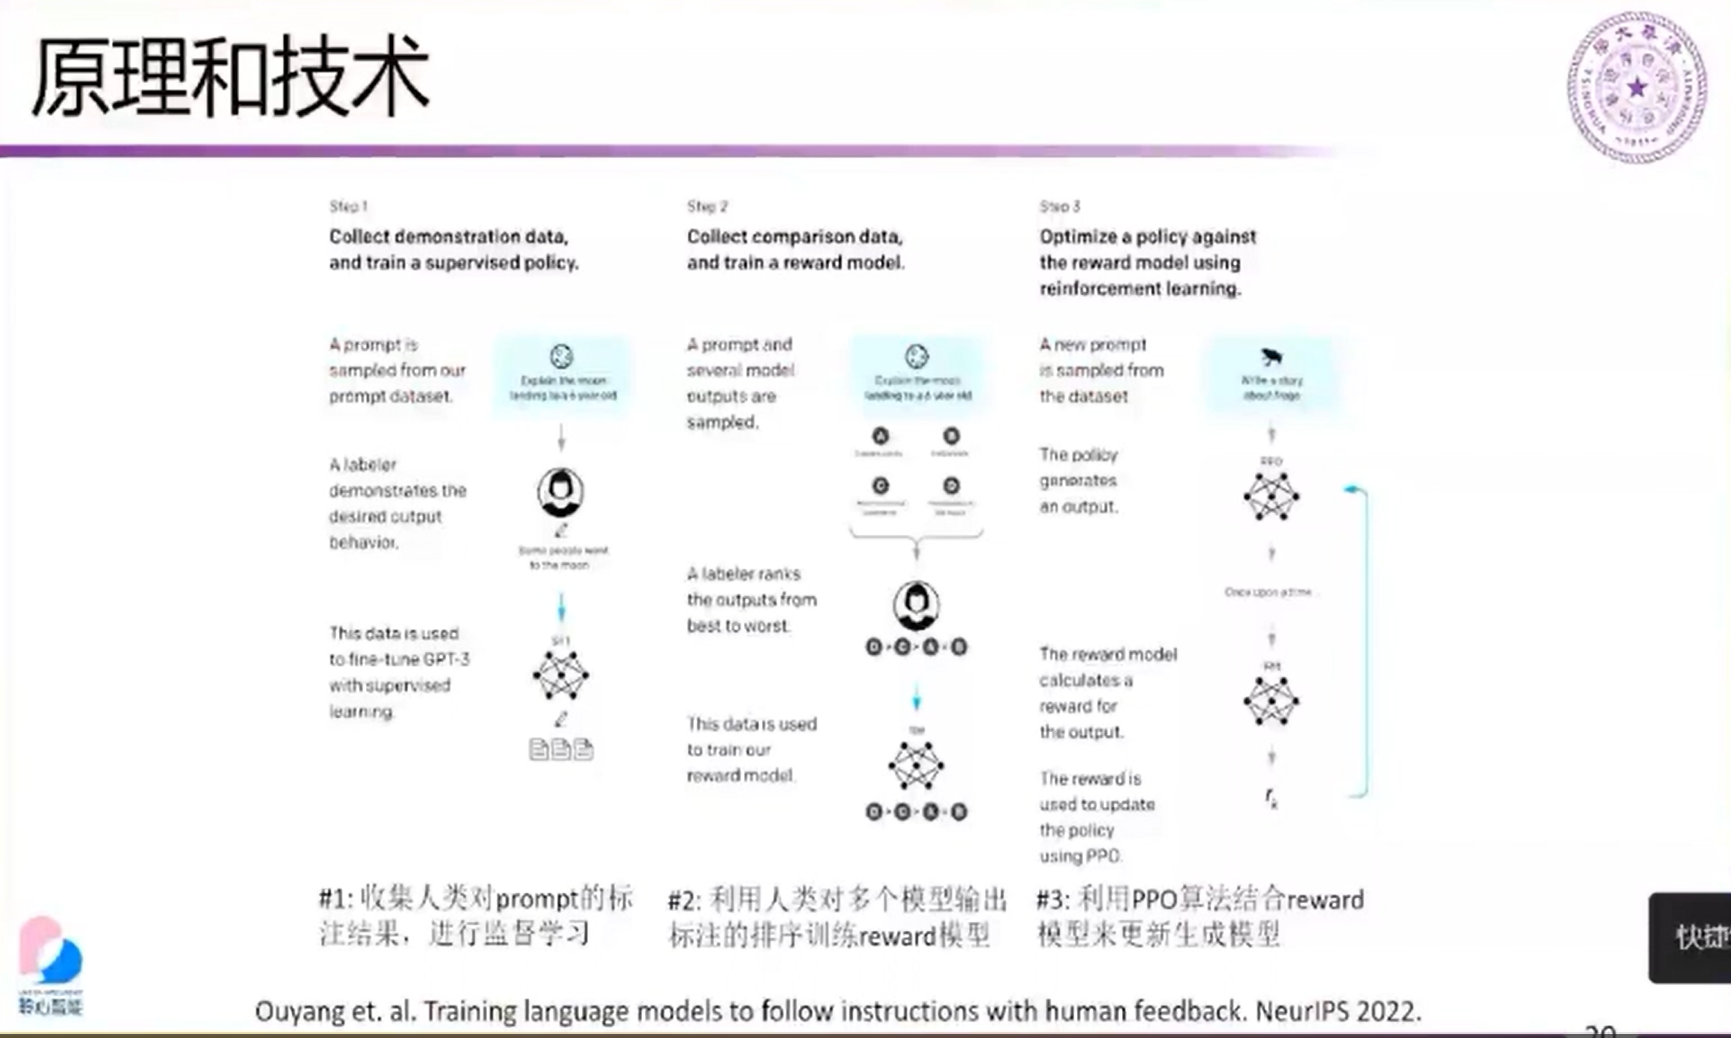 原理和技术
Step 1
Collect demonstration data,
and train a supervised policy.
A prompt is
sampled from our
prompt dataset.
Explain the moon
landing to a 6 year old
A labeler
demonstrates the
desired output
behavior.
Some people went
to the moon
This data is used
to fine-tune GPT-3
with supervised
learning.
SFT
Step 2
Collect comparison data,
and train a reward model.
A prompt and
several model
outputs are
sampled.
Explain the moon
landing to a 6 year old
A
B
C
D
A labeler ranks
the outputs from
best to worst.
D > C > A = B
This data is used
to train our
reward model.
RM
D > C > A = B
Step 3
Optimize a policy against
the reward model using
reinforcement learning.
A new prompt
is sampled from
the dataset
Write a story
about frogs
The policy
generates
an output.
PPO
Once upon a time...
The reward model
calculates a
reward for
the output.
RM
The reward is
used to update
the policy
using PPO.
rk
#1: 收集人类对prompt的标
注结果，进行监督学习
#2: 利用人类对多个模型输出
标注的排序训练reward模型
#3: 利用PPO算法结合reward
模型来更新生成模型
快捷
聆心智能
Ouyang et. al. Training language models to follow instructions with human feedback. NeurIPS 2022.